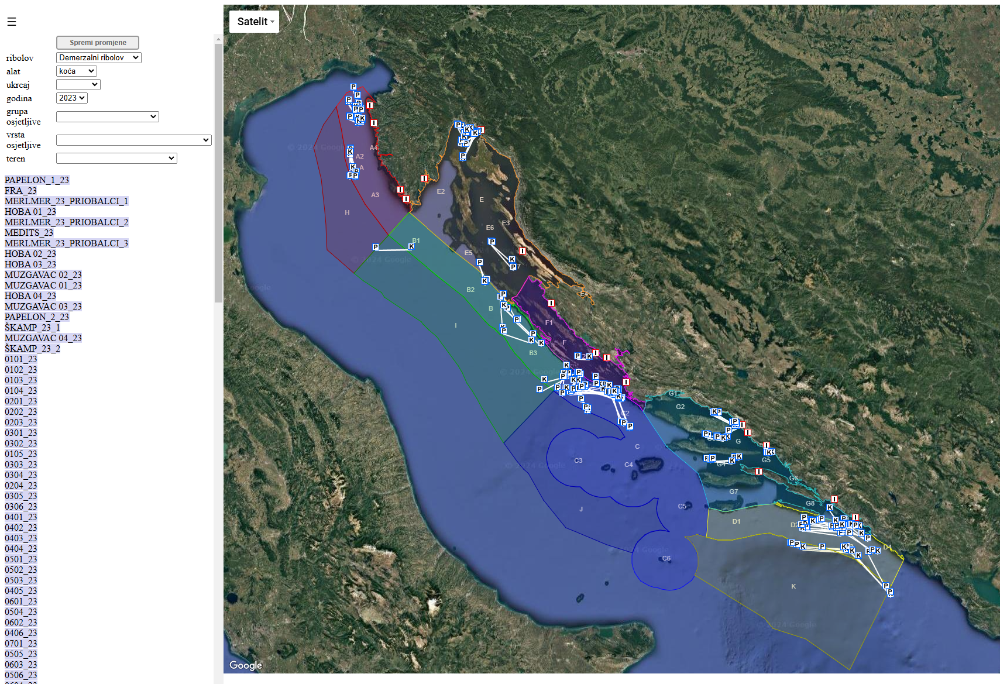 ☰
Spremi promjene
ribolov Demerzalni ribolov
alat koća
ukrcaj
godina 2023
grupa osjetljive
vrsta osjetljive
teren
PAPELON_1_23
FRA_23
MERLMER_23_PRIOBALCI_1
HOBA 01_23
MERLMER_23_PRIOBALCI_2
MEDITS_23
MERLMER_23_PRIOBALCI_3
HOBA 02_23
HOBA 03_23
MUZGAVAC 02_23
MUZGAVAC 01_23
HOBA 04_23
MUZGAVAC 03_23
PAPELON_2_23
ŠKAMP_23_1
MUZGAVAC 04_23
ŠKAMP_23_2
0101_23
0102_23
0103_23
0104_23
0201_23
0202_23
0203_23
0301_23
0302_23
0105_23
0303_23
0304_23
0204_23
0305_23
0306_23
0401_23
0402_23
0403_23
0404_23
0501_23
0502_23
0503_23
0405_23
0601_23
0504_23
0602_23
0406_23
0701_23
0505_23
0603_23
0506_23
Satelit
A4
A2
A
A3
H
E2
E
E6
E3
B1
E5
E4
B2
B
I
F1
F
B3
G1
G2
C2
C
G
C3
C4
G4
G5
G6
G7
G8
C5
J
D1
D4
C6
K
© 2024 Google
Google